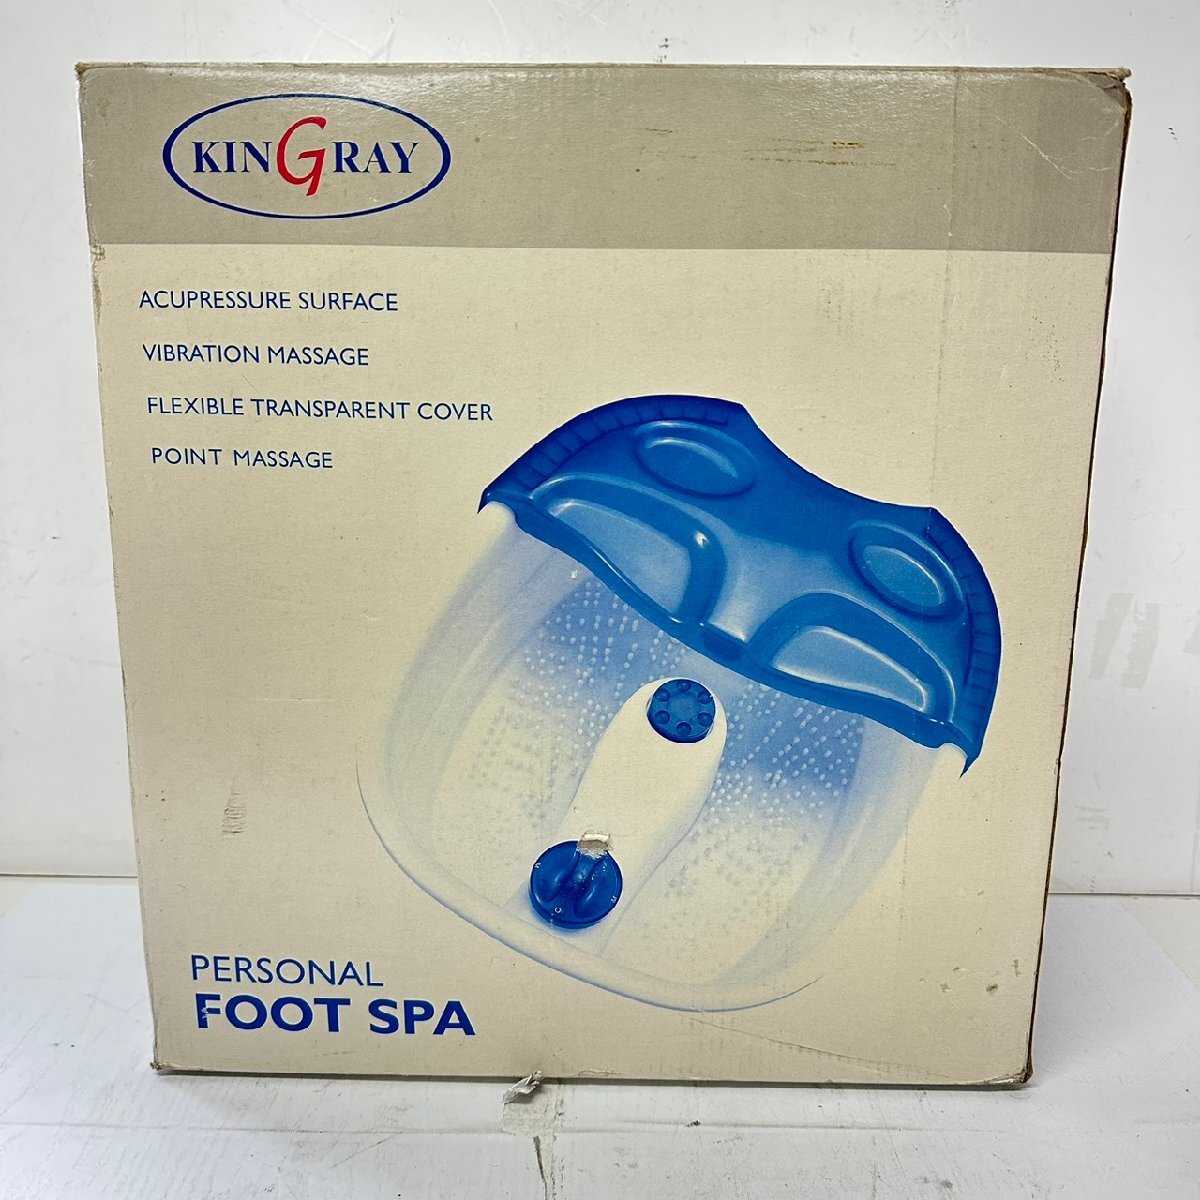 KINGRAY
ACUPRESSURE SURFACE
VIBRATION MASSAGE
FLEXIBLE TRANSPARENT COVER
POINT MASSAGE
PERSONAL
FOOT SPA